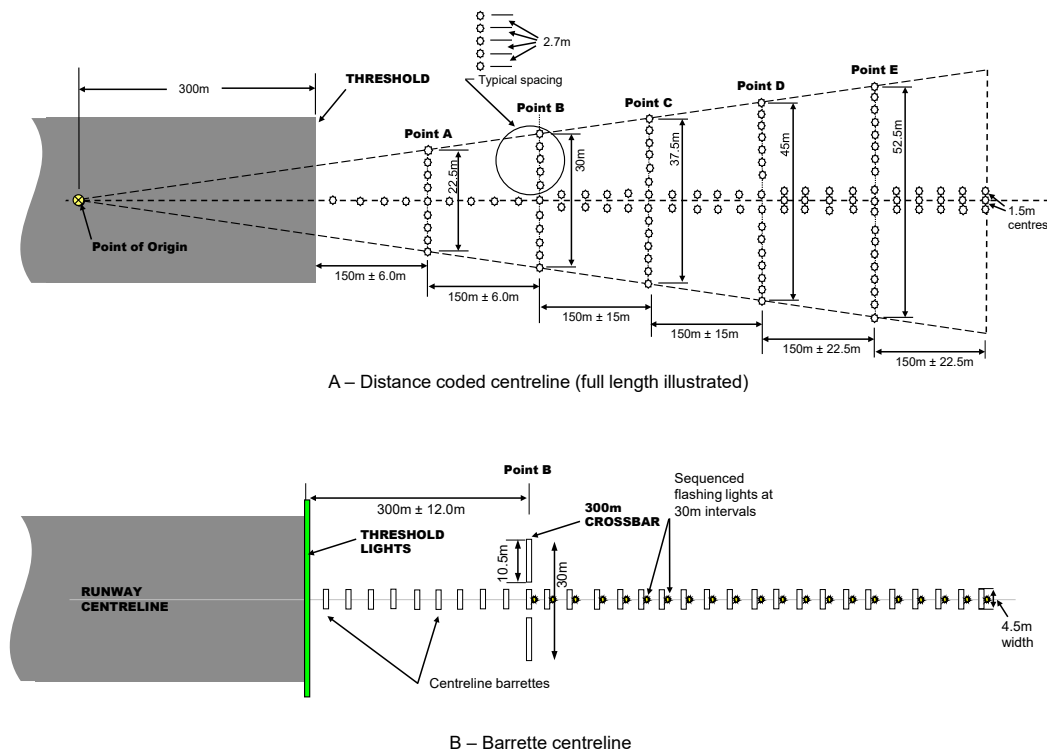 2.7m
Typical spacing
300m
THRESHOLD
Point A
Point B
Point C
Point D
Point E
22.5m
30m
37.5m
45m
52.5m
1.5m
centres
Point of Origin
150m ± 6.0m
150m ± 6.0m
150m ± 15m
150m ± 15m
150m ± 22.5m
150m ± 22.5m
A – Distance coded centreline (full length illustrated)
Point B
300m ± 12.0m
Sequenced
flashing lights at
30m intervals
300m
CROSSBAR
THRESHOLD
LIGHTS
10.5m
30m
RUNWAY
CENTRELINE
4.5m
width
Centreline barrettes
B – Barrette centreline